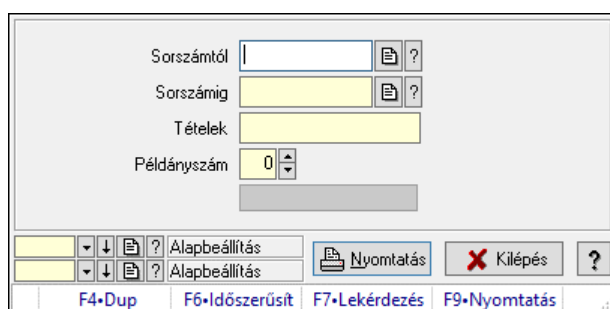 Sorszámtól ?
Sorszámig ?
Tételek
Példányszám 0
? Alapbeállítás
? Alapbeállítás
Nyomtatás Kilépés ?
F4•Dup F6•Időszerűsít F7•Lekérdezés F9•Nyomtatás